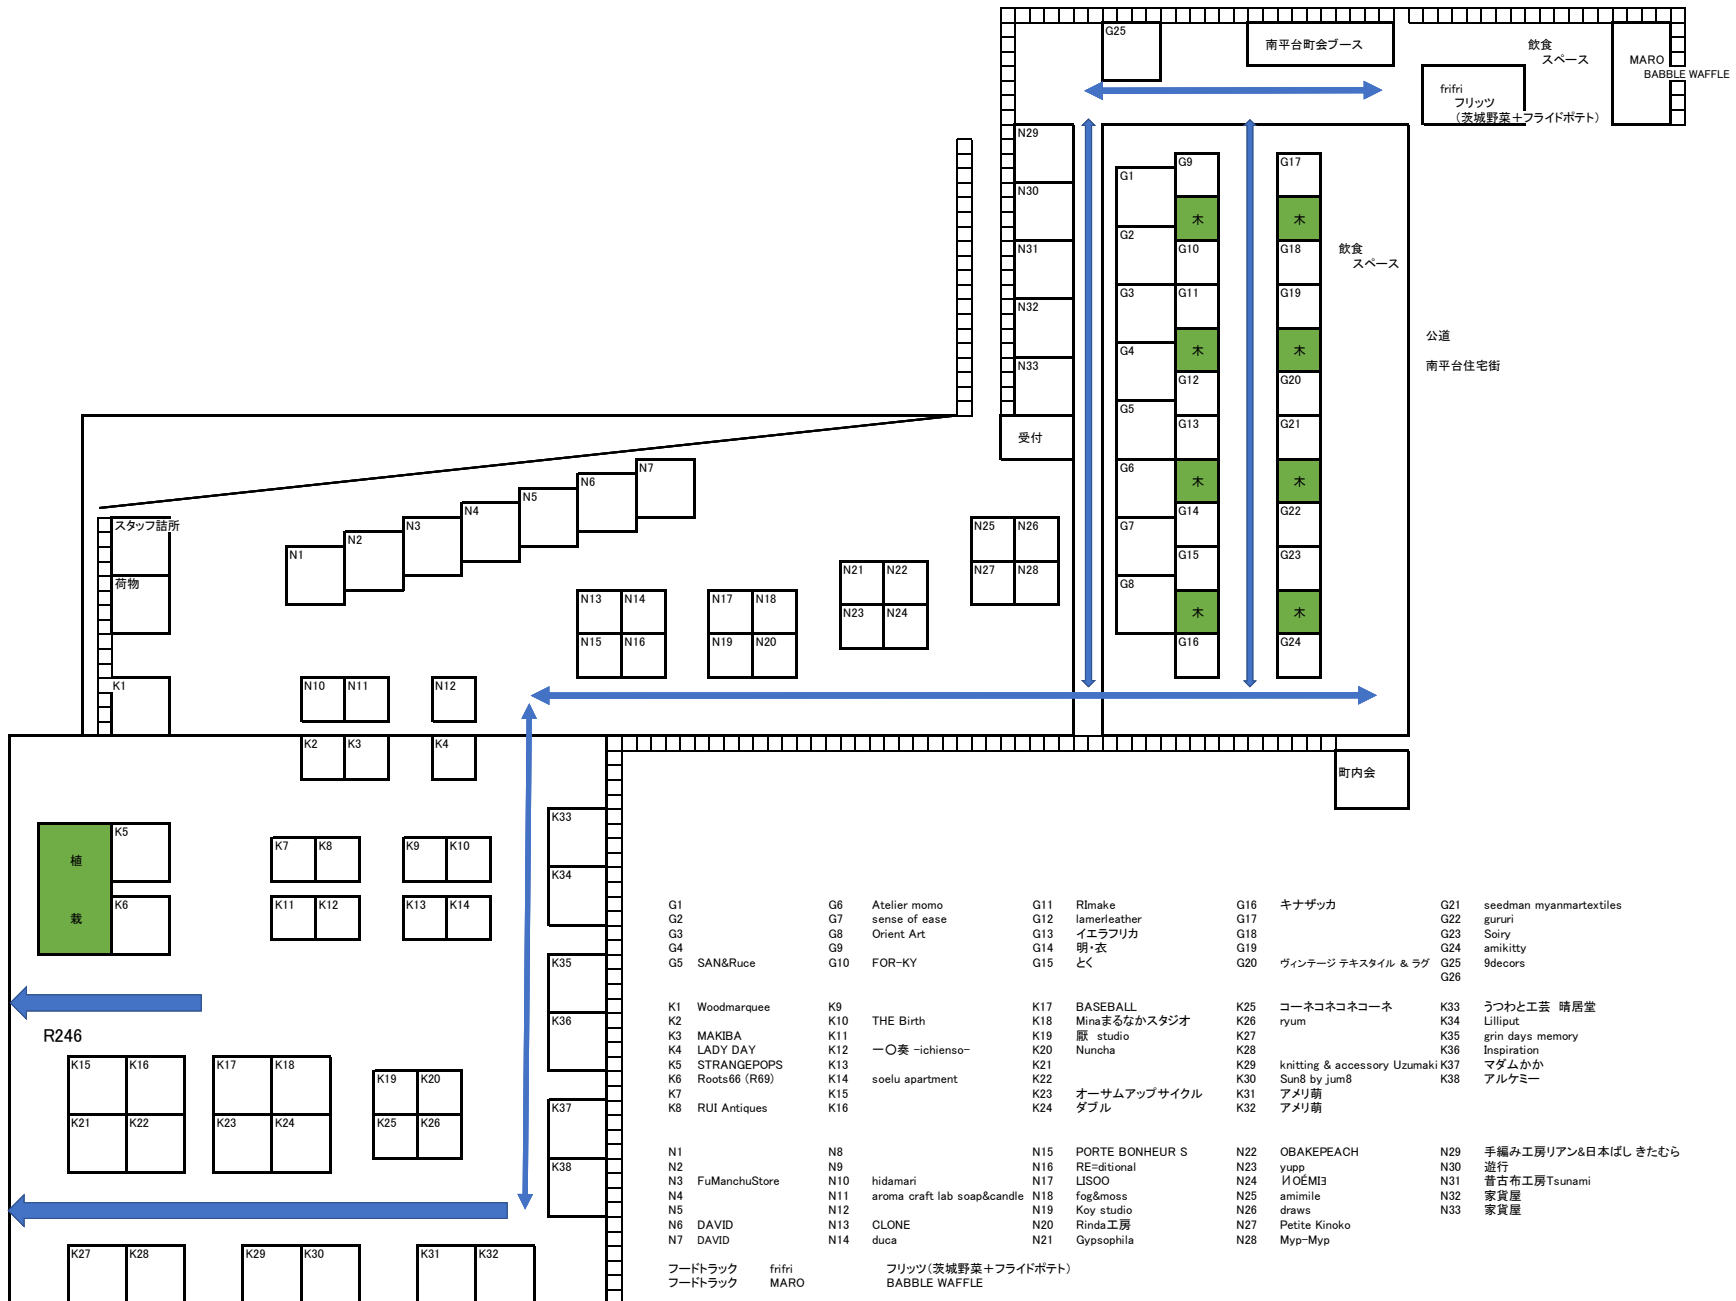 G25
南平台町会ブース
飲食
スペース
MARO
BABBLE WAFFLE
frifri
フリッツ
(茨城野菜＋フライドポテト)
N29
N30
N31
N32
N33
受付
G1
G2
G3
G4
G5
G6
G7
G8
G9
木
G10
G11
木
G12
G13
木
G14
G15
木
G16
G17
木
G18
G19
木
G20
G21
木
G22
G23
木
G24
飲食
スペース
公道
南平台住宅街
スタッフ詰所
荷物
K1
N1
N2
N3
N4
N5
N6
N7
N13 N14
N15 N16
N17 N18
N19 N20
N21 N22
N23 N24
N25 N26
N27 N28
N10 N11 N12
K2 K3 K4
町内会
植
栽
K5
K6
K7 K8 K9 K10
K11 K12 K13 K14
K33
K34
K35
K36
K37
K38
R246
K15 K16 K17 K18 K19 K20
K21 K22 K23 K24 K25 K26
K27 K28 K29 K30 K31 K32
G1 G6 Atelier momo G11 RImake G16 キナザッカ G21 seedman myanmartextiles
G2 G7 sense of ease G12 lamerleather G17 G22 gururi
G3 G8 Orient Art G13 イエラフリカ G18 G23 Soiry
G4 G9 G14 明・衣 G19 G24 amikitty
G5 SAN&Ruce G10 FOR-KY G15 とく G20 ヴィンテージ テキスタイル & ラグ G25 9decors
G26
K1 Woodmarquee K9 K17 BASEBALL K25 コーネコネコネコーネ K33 うつわと工芸 晴居堂
K2 K10 THE Birth K18 Minaまるなかスタジオ K26 ryum K34 Lilliput
K3 MAKIBA K11 K19 厭 studio K27 K35 grin days memory
K4 LADY DAY K12 一〇奏 -ichienso- K20 Nuncha K28 K36 Inspiration
K5 STRANGEPOPS K13 K21 K29 knitting & accessory Uzumaki K37 マダムかか
K6 Roots66 (R69) K14 soelu apartment K22 K30 Sun8 by jum8 K38 アルケミー
K7 K15 K23 オーサムアップサイクル K31 アメリ萌
K8 RUI Antiques K16 K24 ダブル K32 アメリ萌
N1 N8 N15 PORTE BONHEUR S N22 OBAKEPEACH N29 手編み工房リアン&日本ばし きたむら
N2 N9 N16 RE=ditional N23 yupp N30 遊行
N3 FuManchuStore N10 hidamari N17 LISOO N24 ИOÉMIƎ N31 昔古布工房Tsunami
N4 N11 aroma craft lab soap&candle N18 fog&moss N25 amimile N32 家貨屋
N5 N12 N19 Koy studio N26 draws N33 家貨屋
N6 DAVID N13 CLONE N20 Rinda工房 N27 Petite Kinoko
N7 DAVID N14 duca N21 Gypsophila N28 Myp-Myp
フードトラック frifri フリッツ(茨城野菜＋フライドポテト)
フードトラック MARO BABBLE WAFFLE